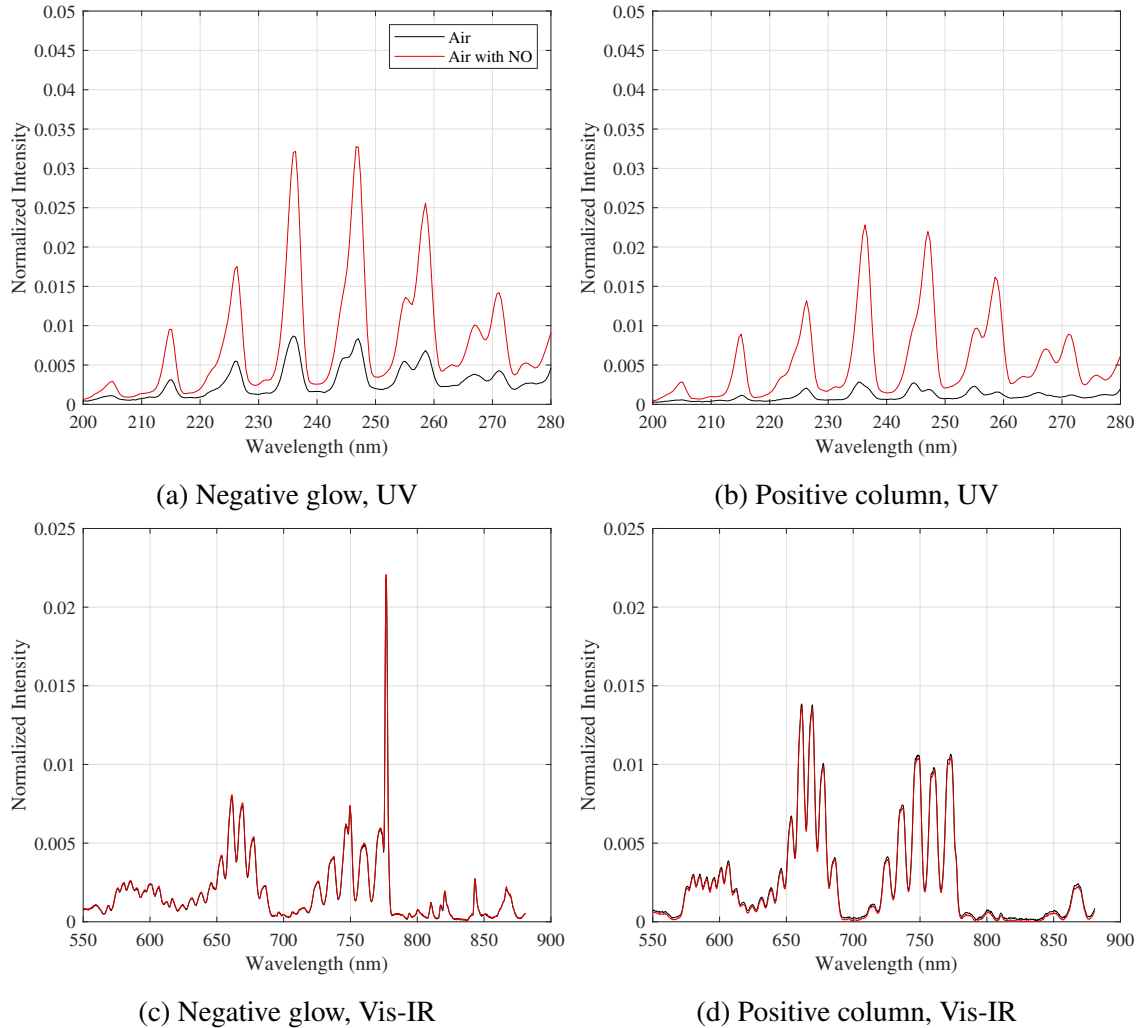 0.05
0.045
0.04
0.035
0.03
0.025
0.02
0.015
0.01
0.005
0
Normalized Intensity
Air
Air with NO
200 210 220 230 240 250 260 270 280
Wavelength (nm)
(a) Negative glow, UV
0.05
0.045
0.04
0.035
0.03
0.025
0.02
0.015
0.01
0.005
0
Normalized Intensity
200 210 220 230 240 250 260 270 280
Wavelength (nm)
(b) Positive column, UV
0.025
0.02
0.015
0.01
0.005
0
Normalized Intensity
550 600 650 700 750 800 850 900
Wavelength (nm)
(c) Negative glow, Vis-IR
0.025
0.02
0.015
0.01
0.005
0
Normalized Intensity
550 600 650 700 750 800 850 900
Wavelength (nm)
(d) Positive column, Vis-IR